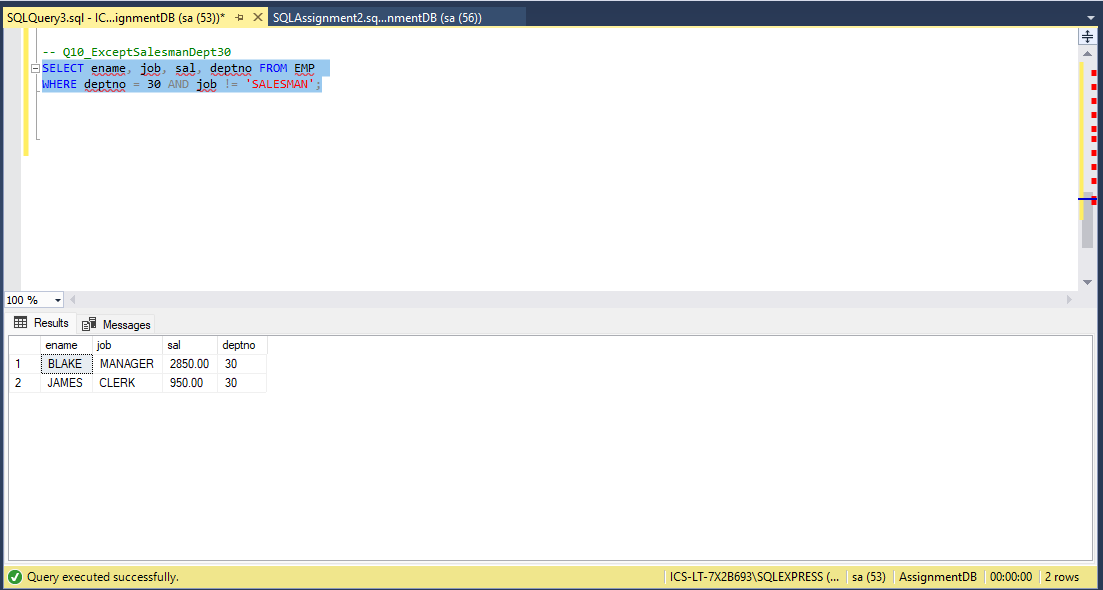 SQLQuery3.sql - IC...ignmentDB (sa (53))* SQLAssignment2.sq...nmentDB (sa (56))
-- Q10_ExceptSalesmanDept30
SELECT ename, job, sal, deptno FROM EMP
WHERE deptno = 30 AND job != 'SALESMAN';
100 %
Results Messages
ename job sal deptno
1 BLAKE MANAGER 2850.00 30
2 JAMES CLERK 950.00 30
Query executed successfully. ICS-LT-7X2B693\SQLEXPRESS (... sa (53) AssignmentDB 00:00:00 2 rows